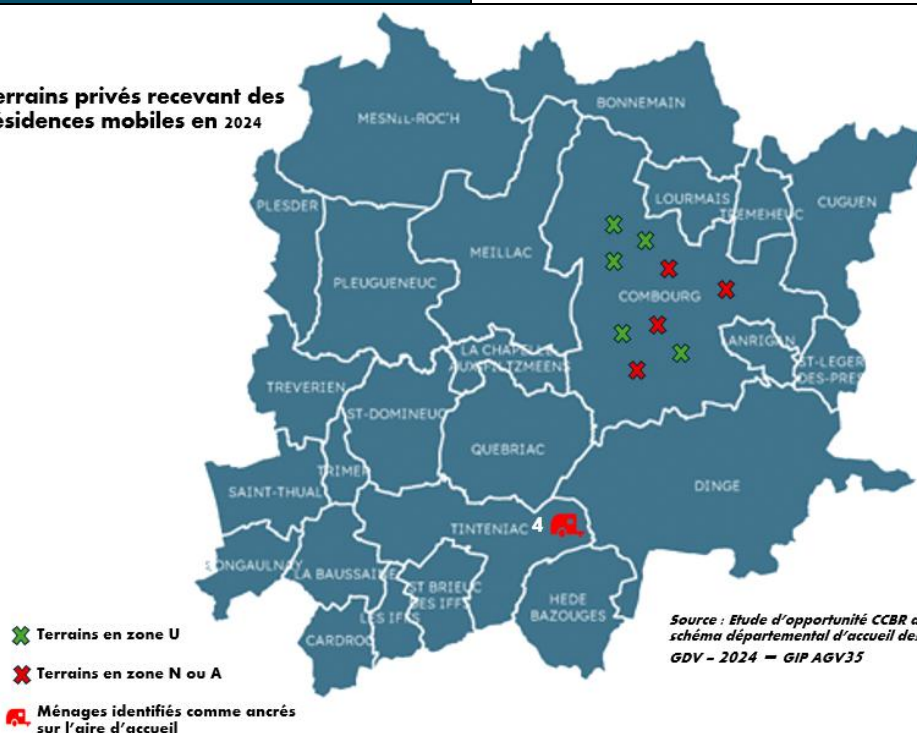 errains privés recevant des
ésidences mobiles en 2024
MESNIL-ROC'H
BONNEMAIN
PLESDER
LOURMAIS
TREMEHEUC
CUGUEN
MEILLAC
PLEUGUENEUC
COMBOURG
LANRIGAN
LA CHAPELLE
AUX FILTZMEENS
ST-LEGER
DES-PRES
TREVERIEN
ST-DOMINEUC
QUEBRIAC
TRIMER
DINGE
SAINT-THUAL
TINTENIAC 4
LONGAULNAY
LA BAUSSAINE
ST BRIEUC
DES IFFS
LES IFFS
HEDE
BAZOUGES
CARDROC
Source : Etude d'opportunité CCBR d
schéma départemental d'accueil des
GDV – 2024 – GIP AGV35
Terrains en zone U
Terrains en zone N ou A
Ménages identifiés comme ancrés
sur l'aire d'accueil